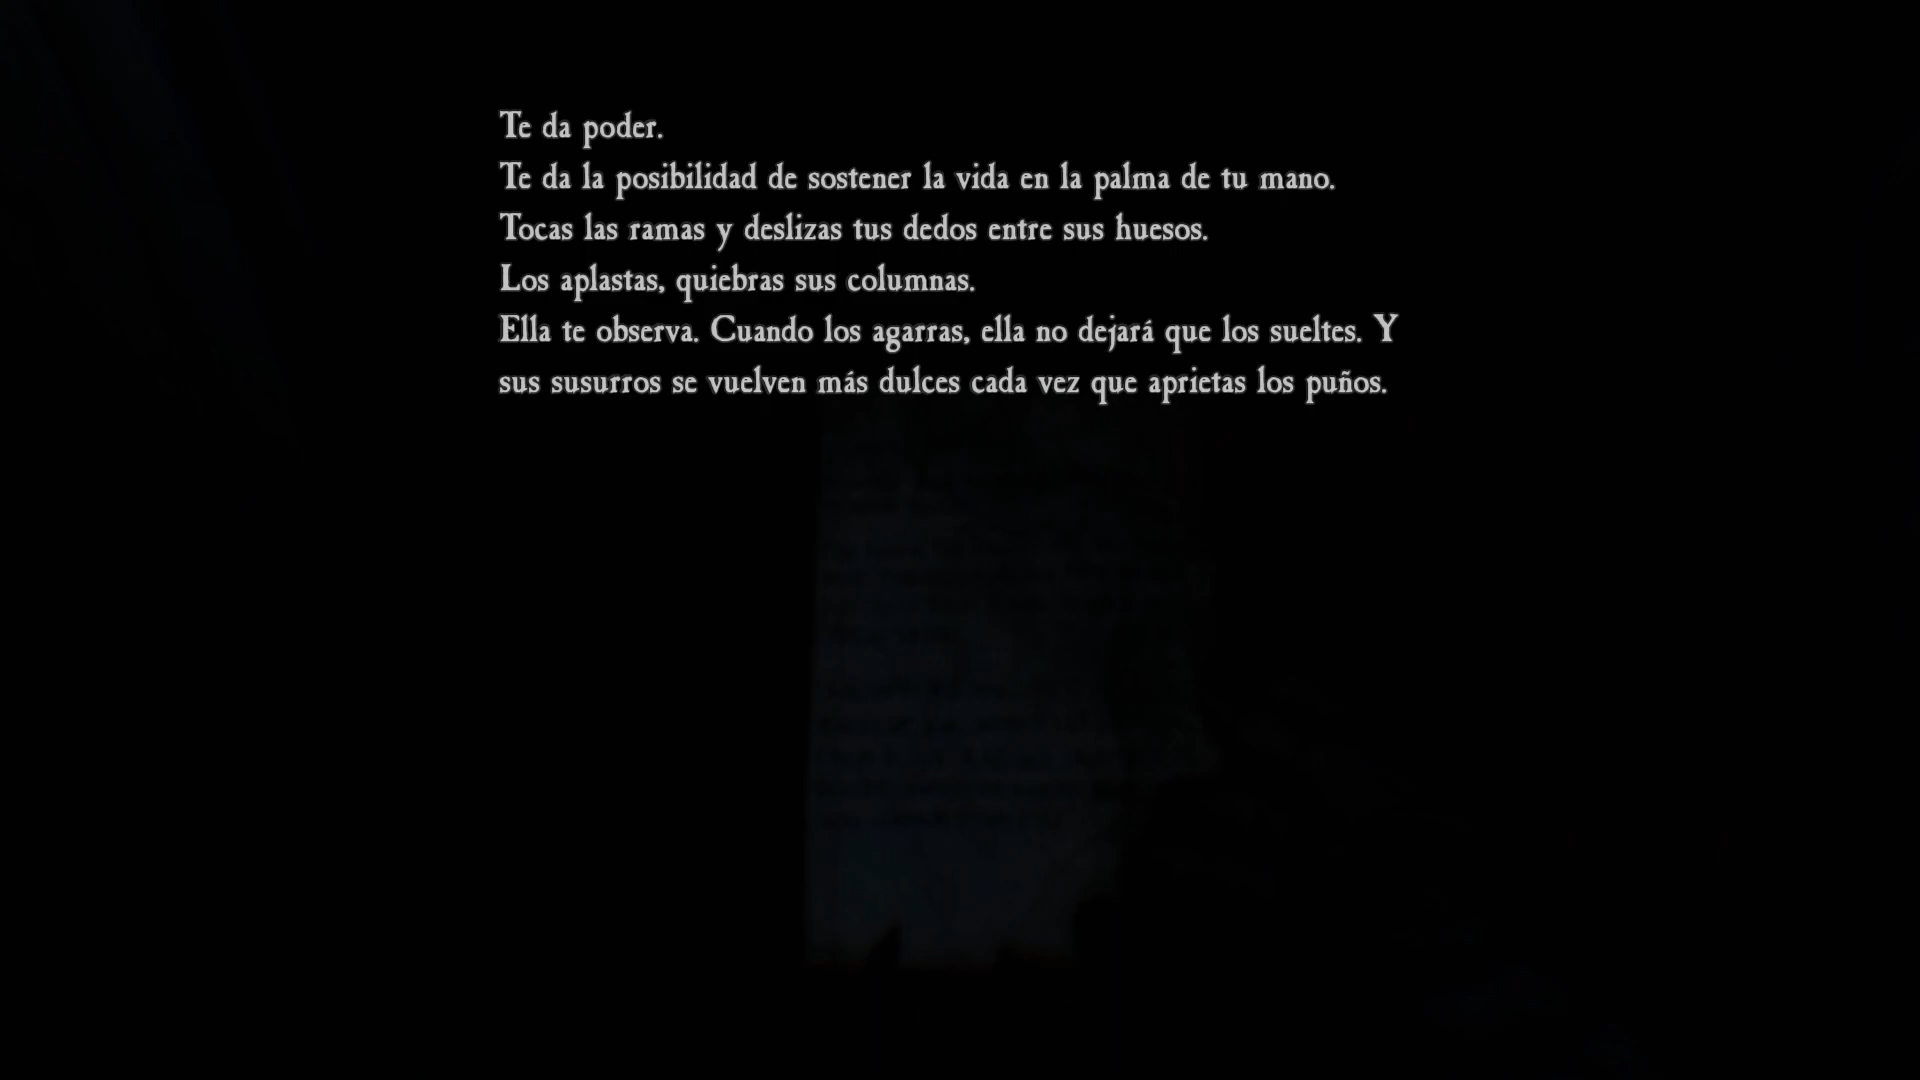 Te da poder.
Te da la posibilidad de sostener la vida en la palma de tu mano.
Tocas las ramas y deslizas tus dedos entre sus huesos.
Los aplastas, quiebras sus columnas.
Ella te observa. Cuando los agarras, ella no dejará que los sueltes. Y
sus susurros se vuelven más dulces cada vez que aprietas los puños.